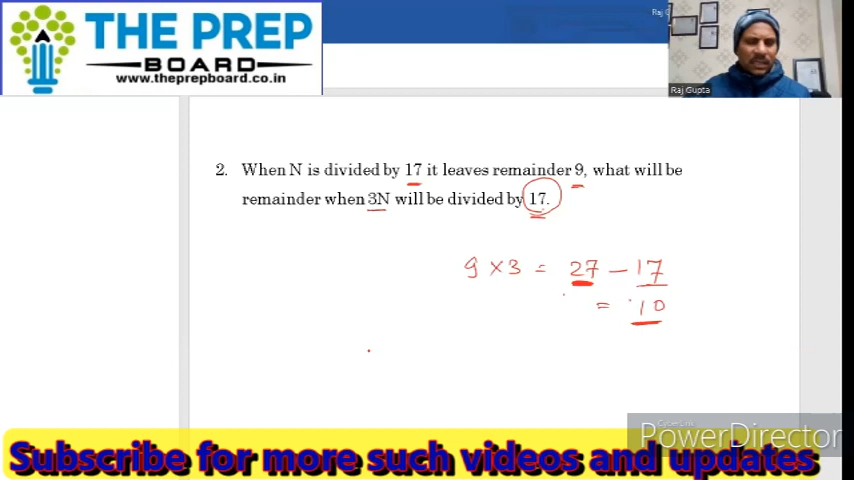 Raj G
THE PREP
BOARD
www.theprepboard.co.in
Raj Gupta
2. When N is divided by 17 it leaves remainder 9, what will be
remainder when 3N will be divided by 17.
9 × 3 = 27 – 17
= 10
CyberLink
PowerDirector
Subscribe for more such videos and updates